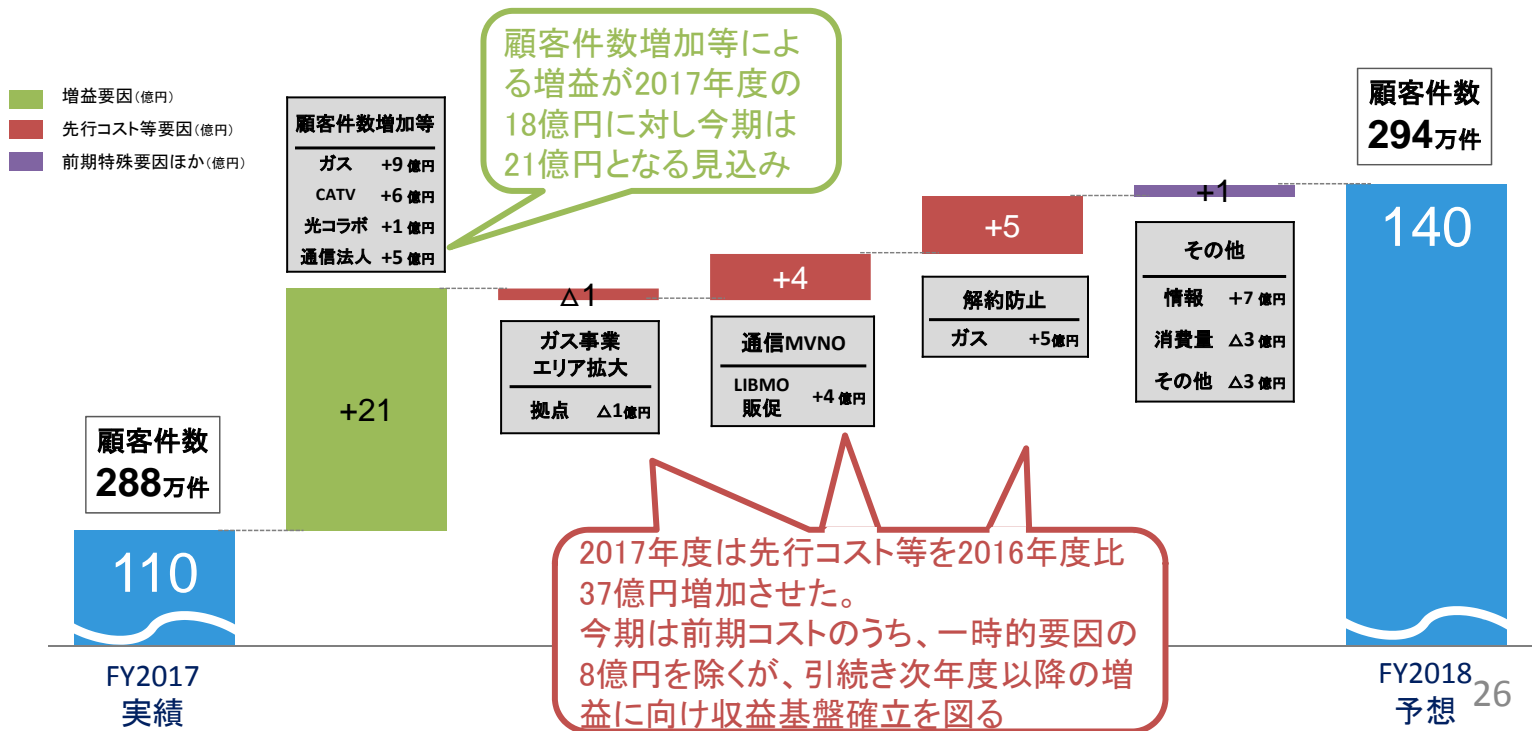 増益要因(億円)
先行コスト等要因(億円)
前期特殊要因ほか(億円)
顧客件数増加等によ
る増益が2017年度の
18億円に対し今期は
21億円となる見込み
顧客件数
288万件
110
FY2017
実績
顧客件数増加等
ガス +9 億円
CATV +6 億円
光コラボ +1 億円
通信法人 +5 億円
+21
△1
ガス事業
エリア拡大
拠点 △1億円
+4
通信MVNO
LIBMO
販促 +4 億円
+5
解約防止
ガス +5億円
+1
その他
情報 +7 億円
消費量 △3 億円
その他 △3 億円
2017年度は先行コスト等を2016年度比
37億円増加させた。
今期は前期コストのうち、一時的要因の
8億円を除くが、引続き次年度以降の増
益に向け収益基盤確立を図る
顧客件数
294万件
140
FY2018
予想
26